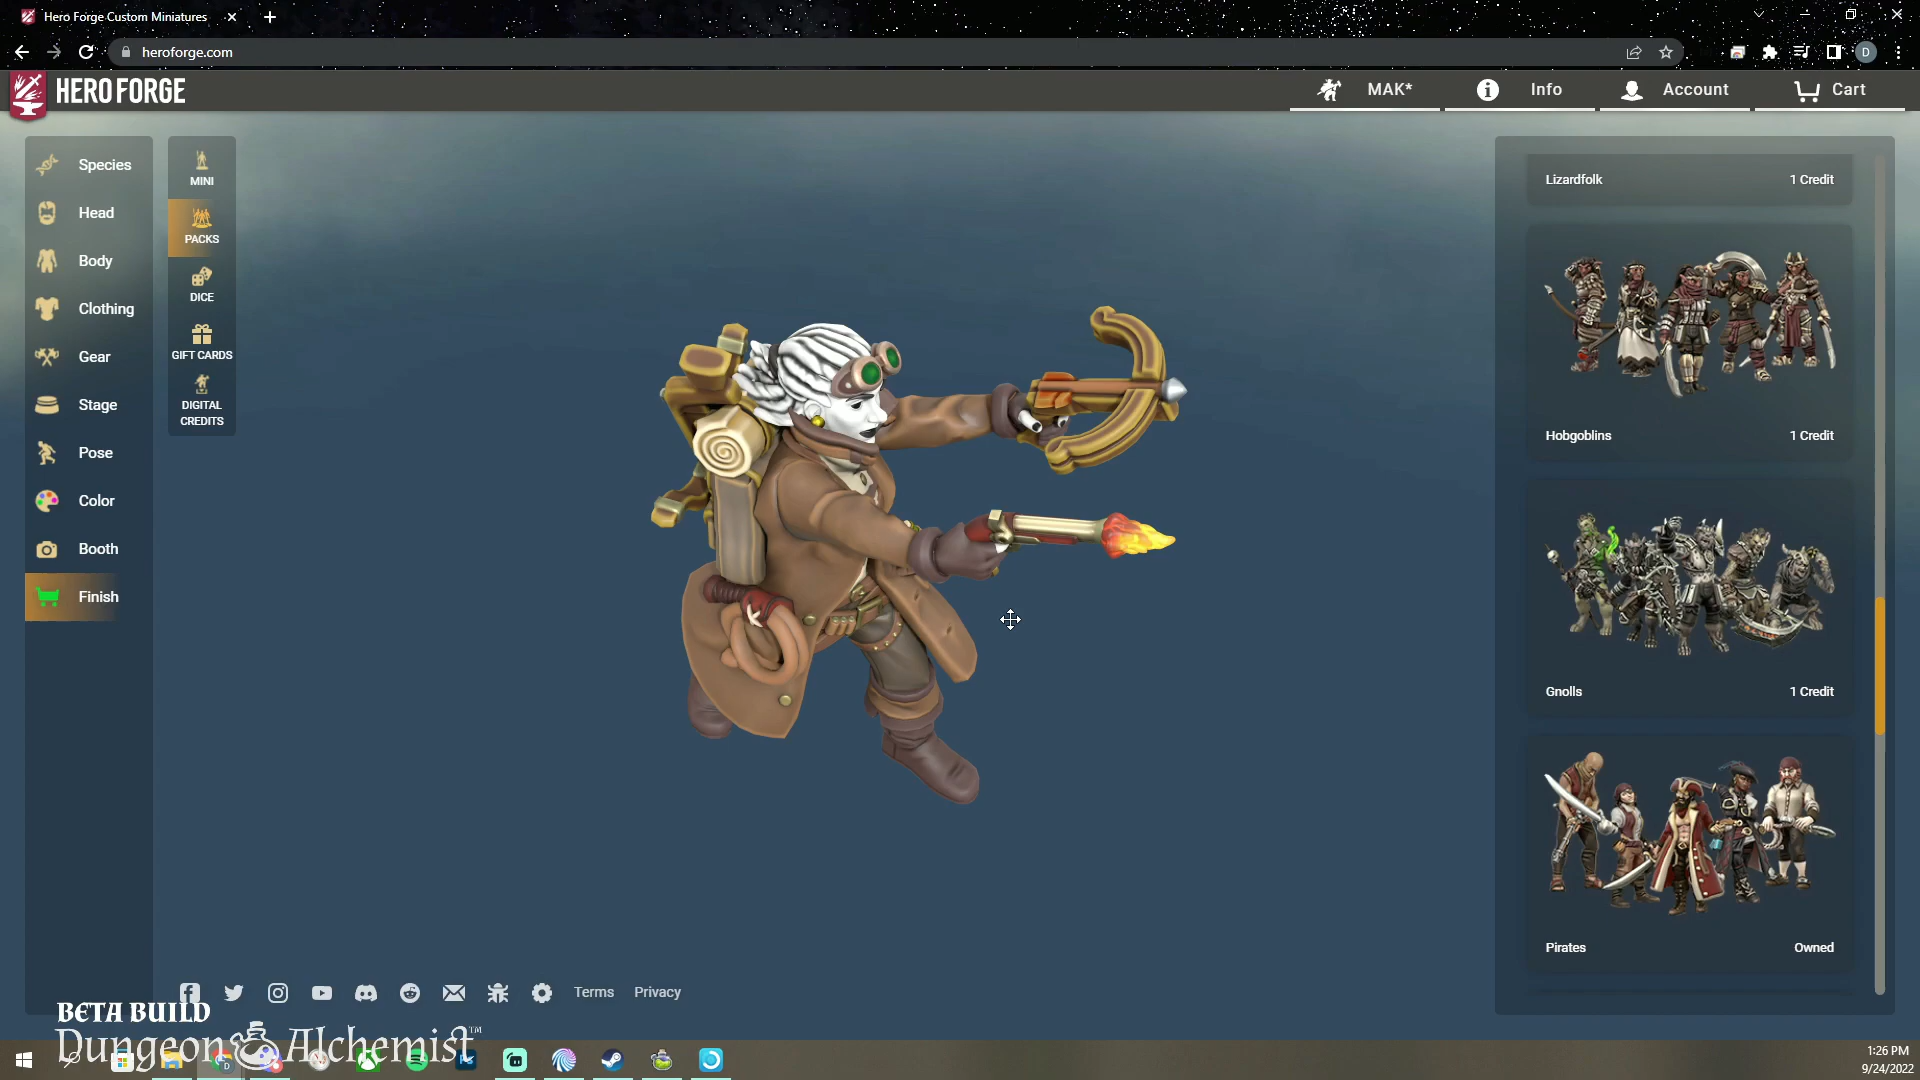 Hero Forge Custom Miniatures
heroforge.com
D
HERO FORGE
MAK*
Info
Account
Cart
Species
Head
Body
Clothing
Gear
Stage
Pose
Color
Booth
Finish
MINI
PACKS
DICE
GIFT CARDS
DIGITAL
CREDITS
Lizardfolk 1 Credit
Hobgoblins 1 Credit
Gnolls 1 Credit
Pirates Owned
Terms
Privacy
BETA BUILD
Dungeon Alchemist™
1:26 PM
9/24/2022